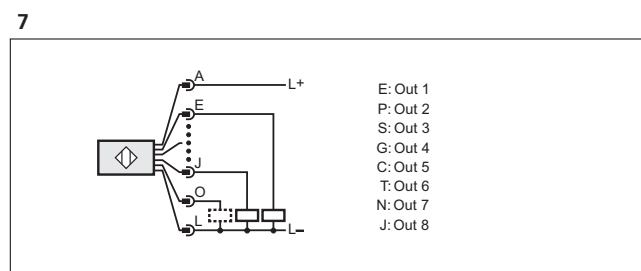 7
A
L+
E
J
O
L
L–
E: Out 1
P: Out 2
S: Out 3
G: Out 4
C: Out 5
T: Out 6
N: Out 7
J: Out 8